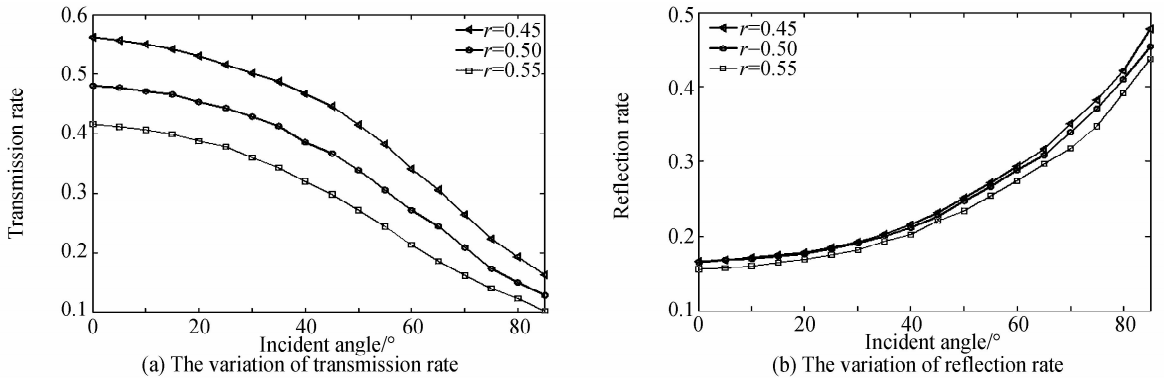 0.6
0.5
0.4
0.3
0.2
0.1
Transmission rate
r=0.45
r=0.50
r=0.55
0
20
40
60
80
Incident angle/°
(a) The variation of transmission rate
0.5
0.4
0.3
0.2
0.1
Reflection rate
r=0.45
r−0.50
r=0.55
0
20
40
60
80
Incident angle/°
(b) The variation of reflection rate